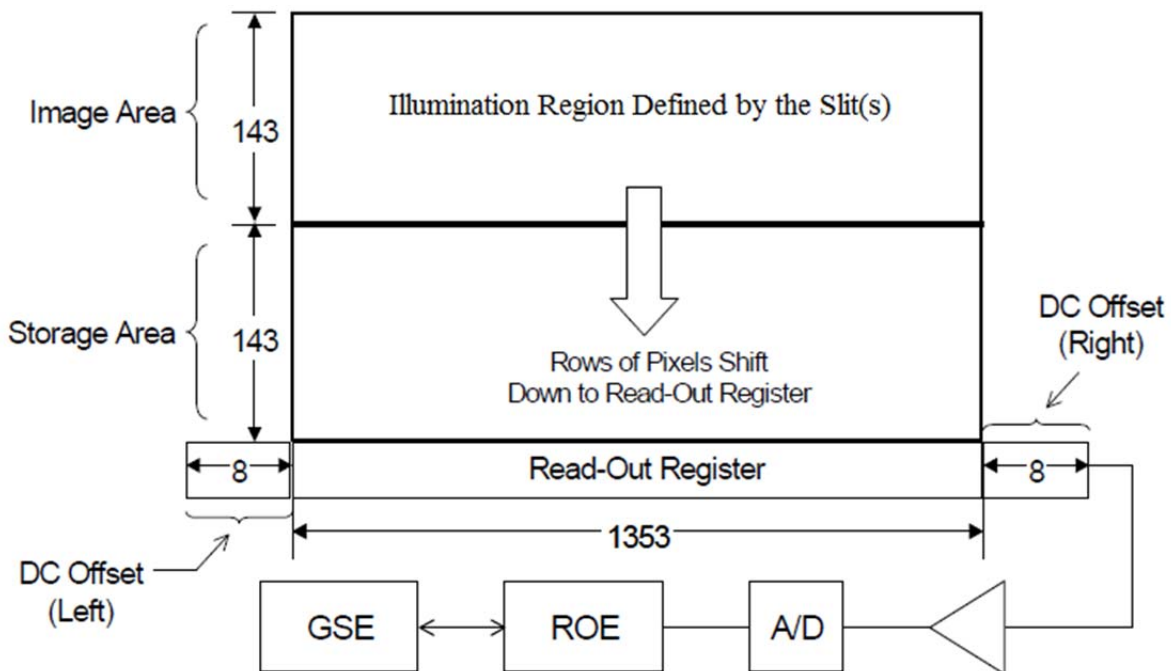 Image Area
143
Illumination Region Defined by the Slit(s)
Storage Area
143
Rows of Pixels Shift
Down to Read-Out Register
DC Offset
(Right)
8
Read-Out Register
8
1353
DC Offset
(Left)
GSE
ROE
A/D